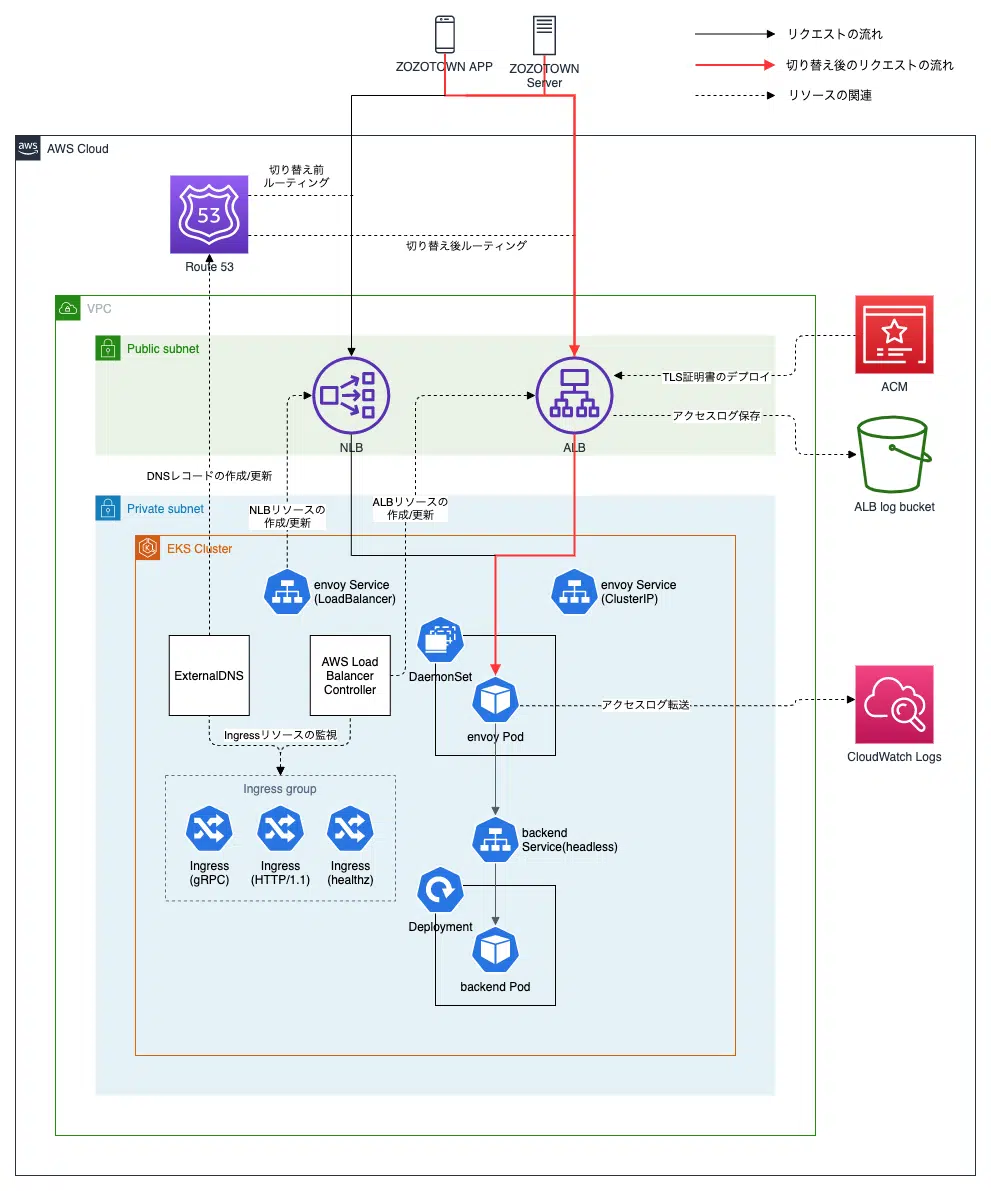 ZOZOTOWN APP
ZOZOTOWN
Server
リクエストの流れ
切り替え後のリクエストの流れ
リソースの関連
aws
AWS Cloud
切り替え前
ルーティング
53
Route 53
切り替え後ルーティング
VPC
Public subnet
NLB
ALB
TLS証明書のデプロイ
ACM
アクセスログ保存
ALB log bucket
DNSレコードの作成/更新
Private subnet
NLBリソースの
作成/更新
ALBリソースの
作成/更新
EKS Cluster
envoy Service
(LoadBalancer)
envoy Service
(ClusterIP)
ExternalDNS
AWS Load
Balancer
Controller
DaemonSet
envoy Pod
アクセスログ転送
CloudWatch Logs
Ingressリソースの監視
Ingress group
Ingress
(gRPC)
Ingress
(HTTP/1.1)
Ingress
(healthz)
backend
Service(headless)
Deployment
backend Pod